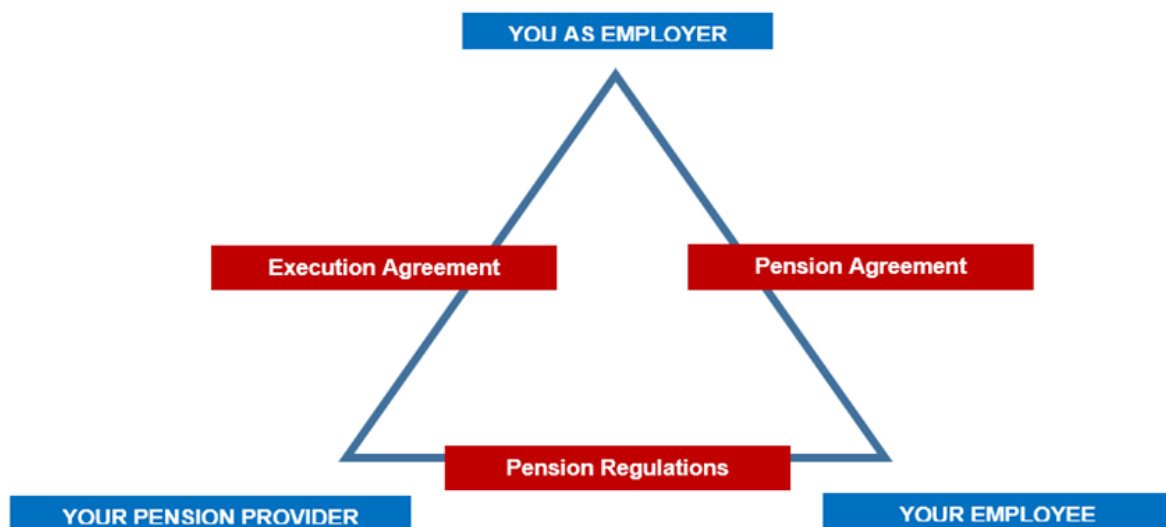 YOU AS EMPLOYER
Execution Agreement
Pension Agreement
Pension Regulations
YOUR PENSION PROVIDER
YOUR EMPLOYEE